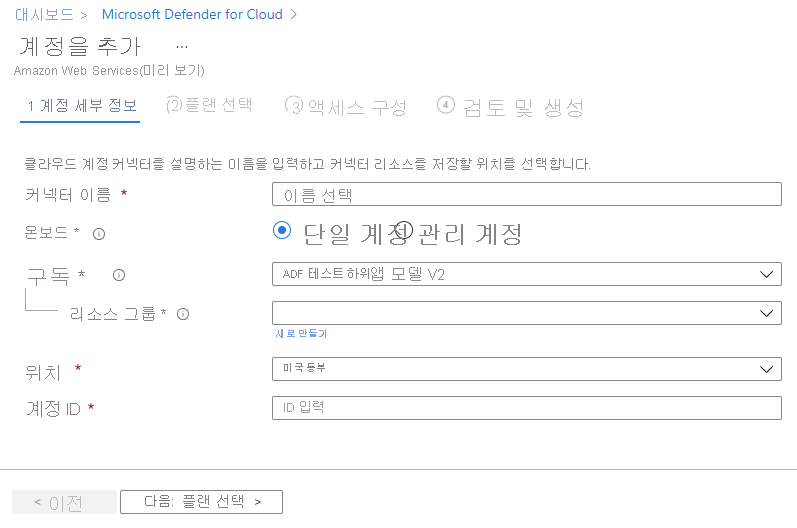 대시보드 > Microsoft Defender for Cloud >
계정을 추가 ...
Amazon Web Services(미리 보기)
1 계정 세부 정보 (2)플랜 선택 (3)액세스 구성 4 검토 및 생성
클라우드 계정 커넥터를 설명하는 이름을 입력하고 커넥터 리소스를 저장할 위치를 선택합니다.
커넥터 이름 * 이름 선택
온보드 * 단일 계정 관리 계정
구독 * ADF 테스트하위앱 모델 V2
리소스 그룹 *
새로 만들기
위치 * 미국 동부
계정 ID * ID 입력
< 이전 다음: 플랜 선택 >